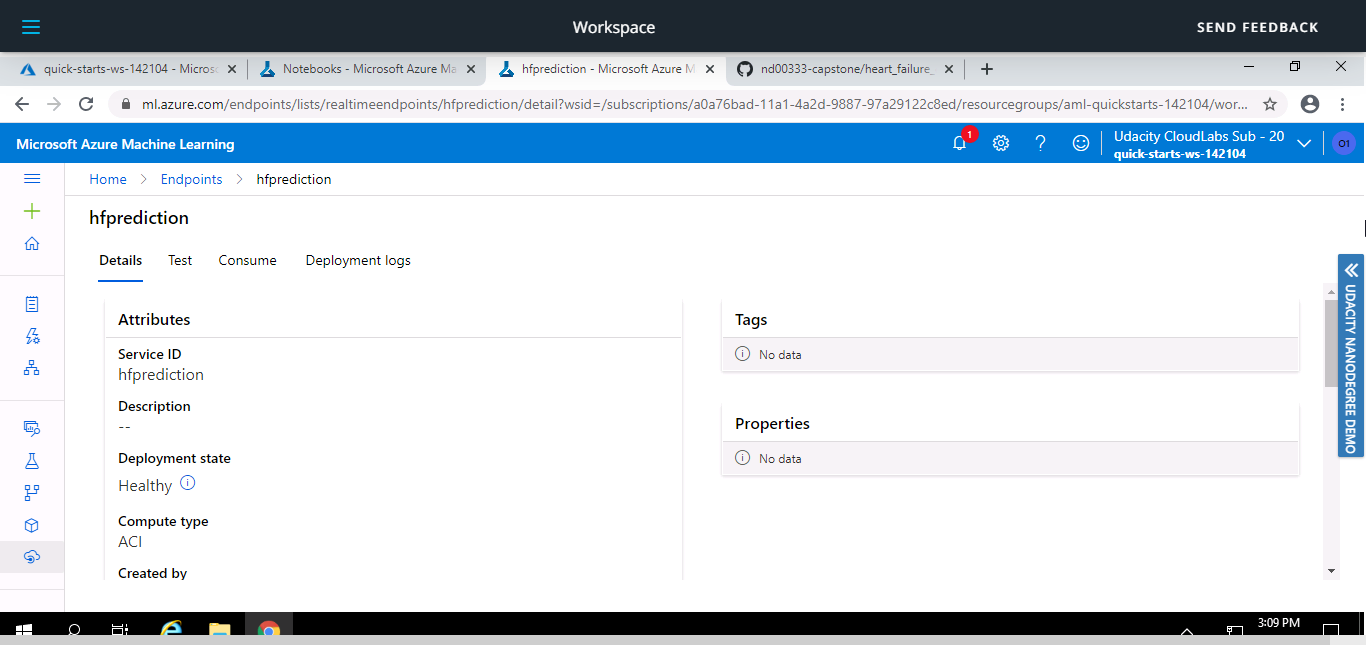 Workspace
SEND FEEDBACK
quick-starts-ws-142104 - Micros
Notebooks - Microsoft Azure Ma
hfprediction - Microsoft Azure M
nd00333-capstone/heart_failure_
ml.azure.com/endpoints/lists/realtimeendpoints/hfprediction/detail?wsid=/subscriptions/a0a76bad-11a1-4a2d-9887-97a29122c8ed/resourcegroups/aml-quickstarts-142104/wor...
Microsoft Azure Machine Learning
1
Udacity CloudLabs Sub - 20
quick-starts-ws-142104
O1
Home > Endpoints > hfprediction
hfprediction
Details Test Consume Deployment logs
Attributes
Service ID
hfprediction
Description
--
Deployment state
Healthy
Compute type
ACI
Created by
Tags
No data
Properties
No data
UDACITY NANODEGREE DEMO
3:09 PM